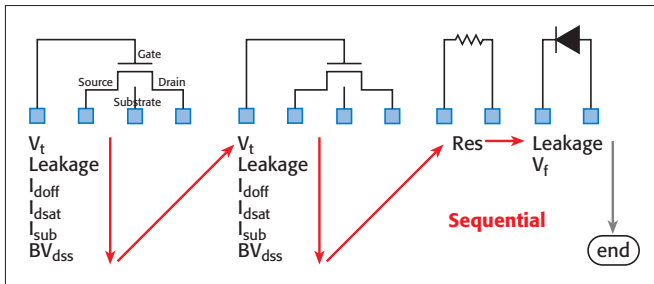 Gate
Source
Drain
Substrate
Vt
Leakage
Idoff
Idsat
Isub
BVdss
Vt
Leakage
Idoff
Idsat
Isub
BVdss
Res
Leakage
Vf
Sequential
end